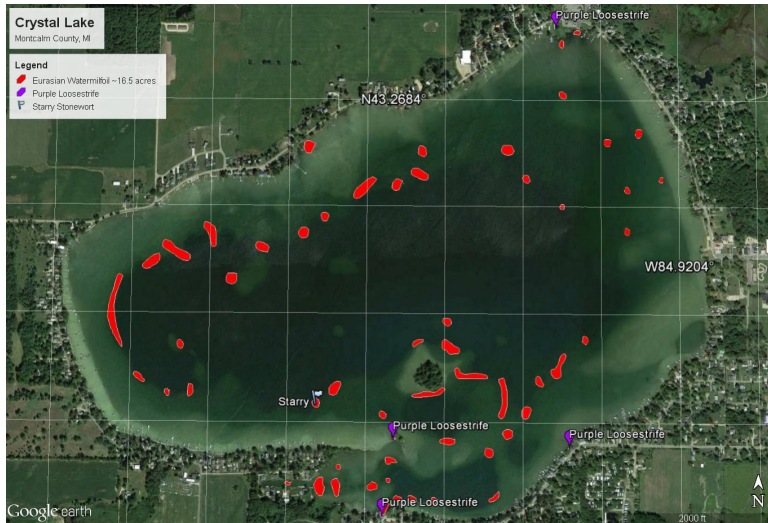 Crystal Lake
Montcalm County, MI
Legend
Eurasian Watermilfoil ~16.5 acres
Purple Loosestrife
Starry Stonewort
Purple Loosestrife
N43.2684°
W84.9204°
Starry
Purple Loosestrife
Purple Loosestrife
Purple Loosestrife
Google earth
2000 ft
N